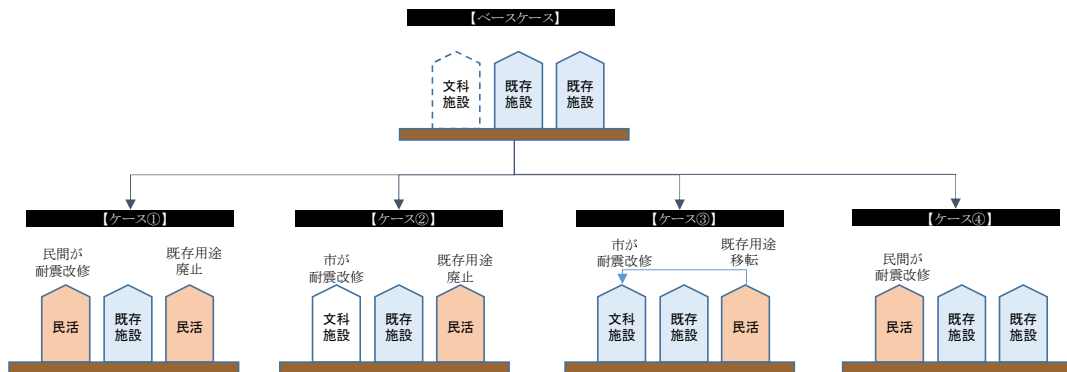 【ベースケース】
文科
施設
既存
施設
既存
施設
【ケース①】
民間が
耐震改修
既存用途
廃止
民活
既存
施設
民活
【ケース②】
市が
耐震改修
既存用途
廃止
文科
施設
既存
施設
民活
【ケース③】
市が
耐震改修
既存用途
移転
文科
施設
既存
施設
民活
【ケース④】
民間が
耐震改修
民活
既存
施設
既存
施設